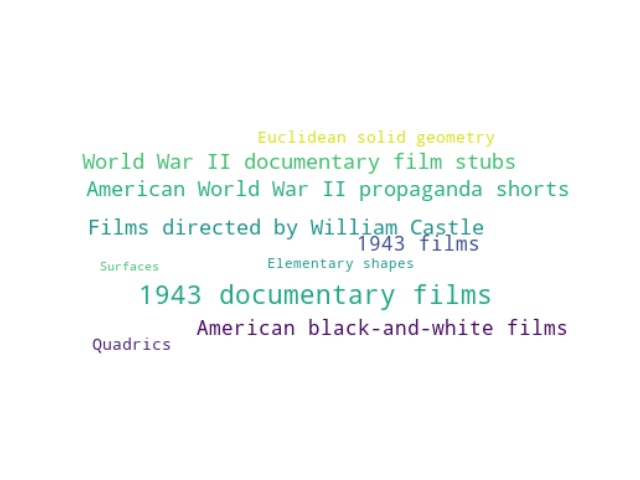 Euclidean solid geometry
World War II documentary film stubs
American World War II propaganda shorts
Films directed by William Castle
1943 films
Elementary shapes
Surfaces
1943 documentary films
American black-and-white films
Quadrics